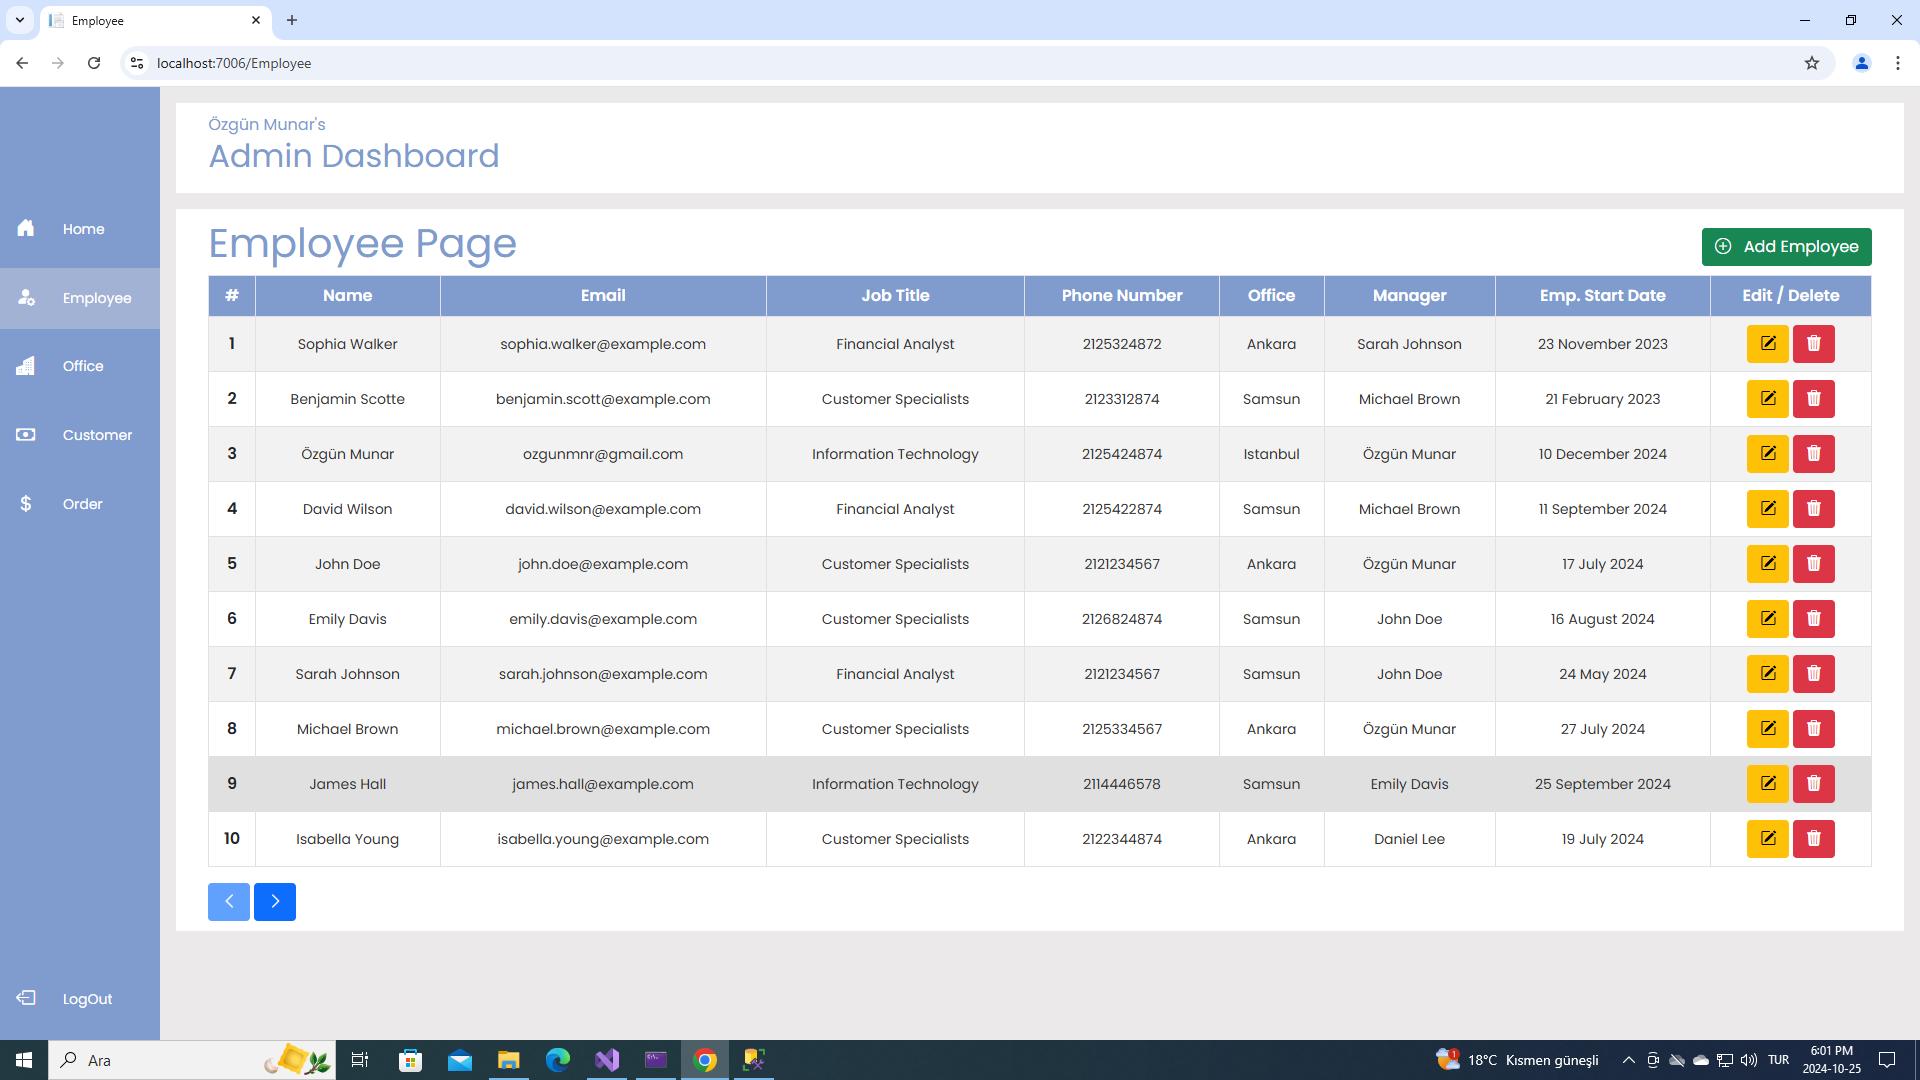 Employee
localhost:7006/Employee
Özgün Munar's
Admin Dashboard
Home
Employee
Office
Customer
Order
LogOut
Employee Page
Add Employee
# Name Email Job Title Phone Number Office Manager Emp. Start Date Edit / Delete
1 Sophia Walker sophia.walker@example.com Financial Analyst 2125324872 Ankara Sarah Johnson 23 November 2023
2 Benjamin Scotte benjamin.scott@example.com Customer Specialists 2123312874 Samsun Michael Brown 21 February 2023
3 Özgün Munar ozgunmnr@gmail.com Information Technology 2125424874 Istanbul Özgün Munar 10 December 2024
4 David Wilson david.wilson@example.com Financial Analyst 2125422874 Samsun Michael Brown 11 September 2024
5 John Doe john.doe@example.com Customer Specialists 2121234567 Ankara Özgün Munar 17 July 2024
6 Emily Davis emily.davis@example.com Customer Specialists 2126824874 Samsun John Doe 16 August 2024
7 Sarah Johnson sarah.johnson@example.com Financial Analyst 2121234567 Samsun John Doe 24 May 2024
8 Michael Brown michael.brown@example.com Customer Specialists 2125334567 Ankara Özgün Munar 27 July 2024
9 James Hall james.hall@example.com Information Technology 2114446578 Samsun Emily Davis 25 September 2024
10 Isabella Young isabella.young@example.com Customer Specialists 2122344874 Ankara Daniel Lee 19 July 2024
Ara
1
18°C Kısmen güneşli
TUR
6:01 PM
2024-10-25